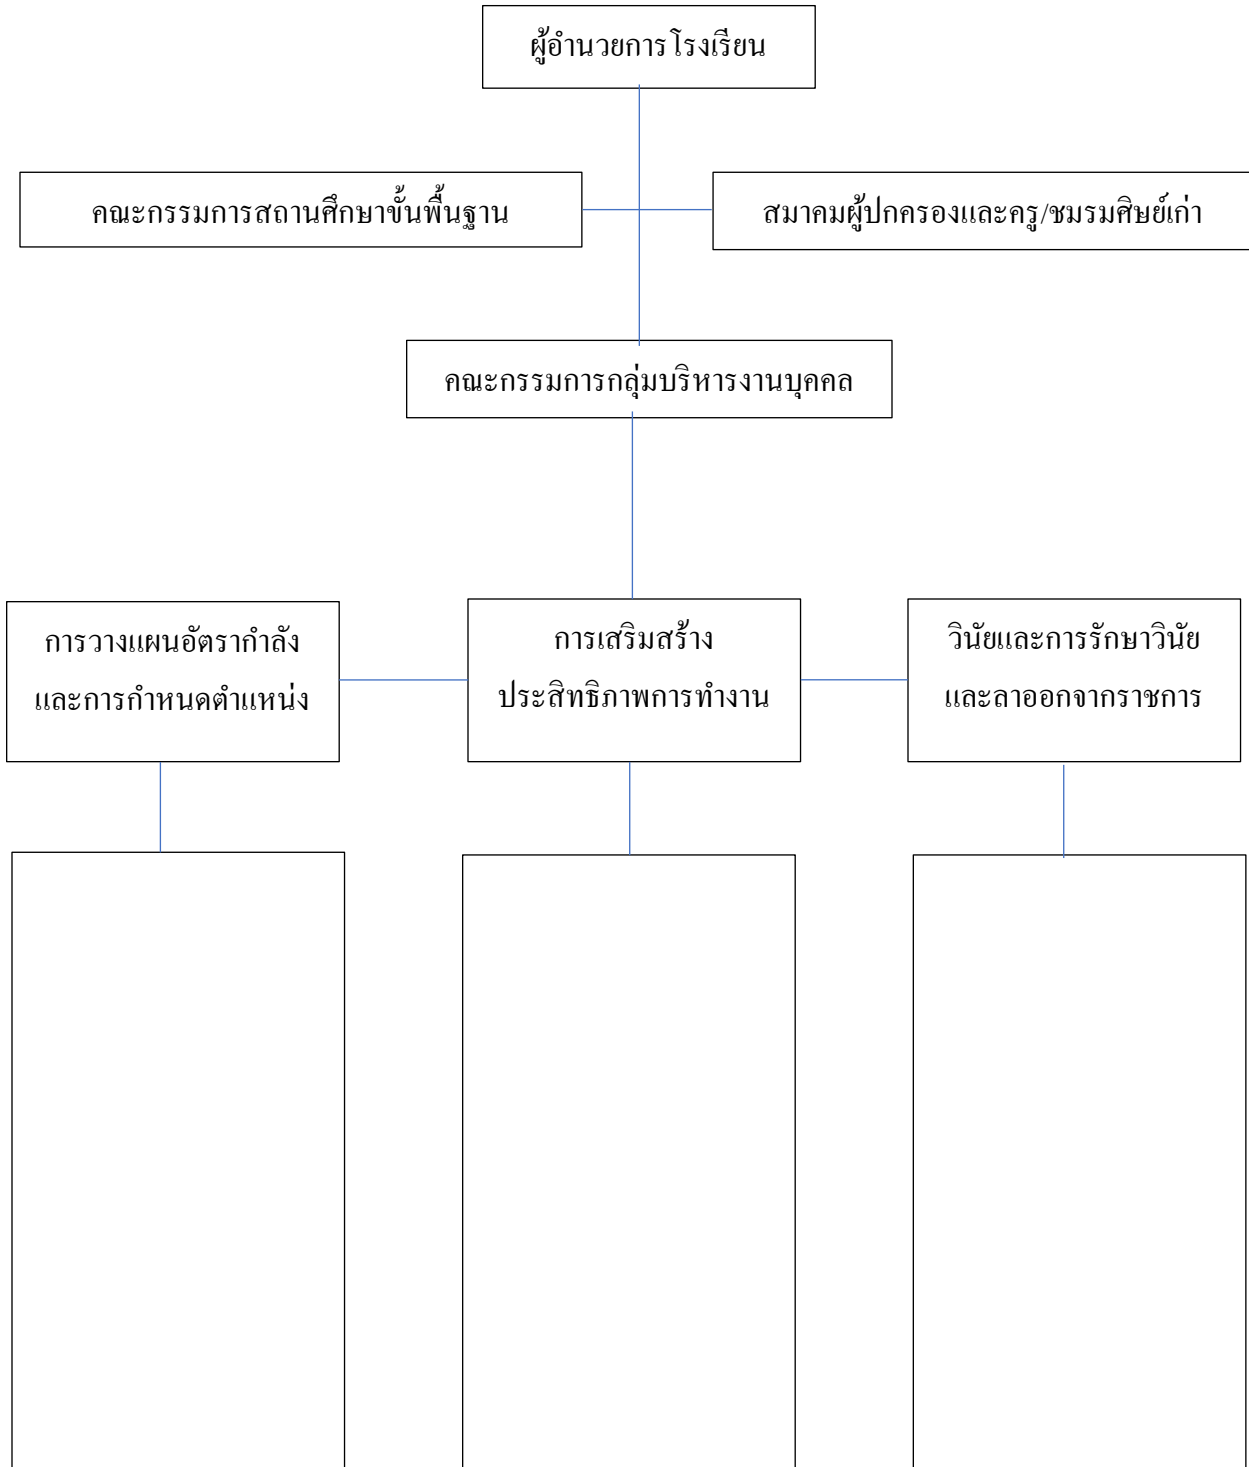 ผู้อำนวยการโรงเรียน
คณะกรรมการสถานศึกษาขั้นพื้นฐาน
สมาคมผู้ปกครองและครู/ชมรมศิษย์เก่า
คณะกรรมการกลุ่มบริหารงานบุคคล
การวางแผนอัตรากำลัง
และการกำหนดตำแหน่ง
การเสริมสร้าง
ประสิทธิภาพการทำงาน
วินัยและการรักษาวินัย
และลาออกจากราชการ